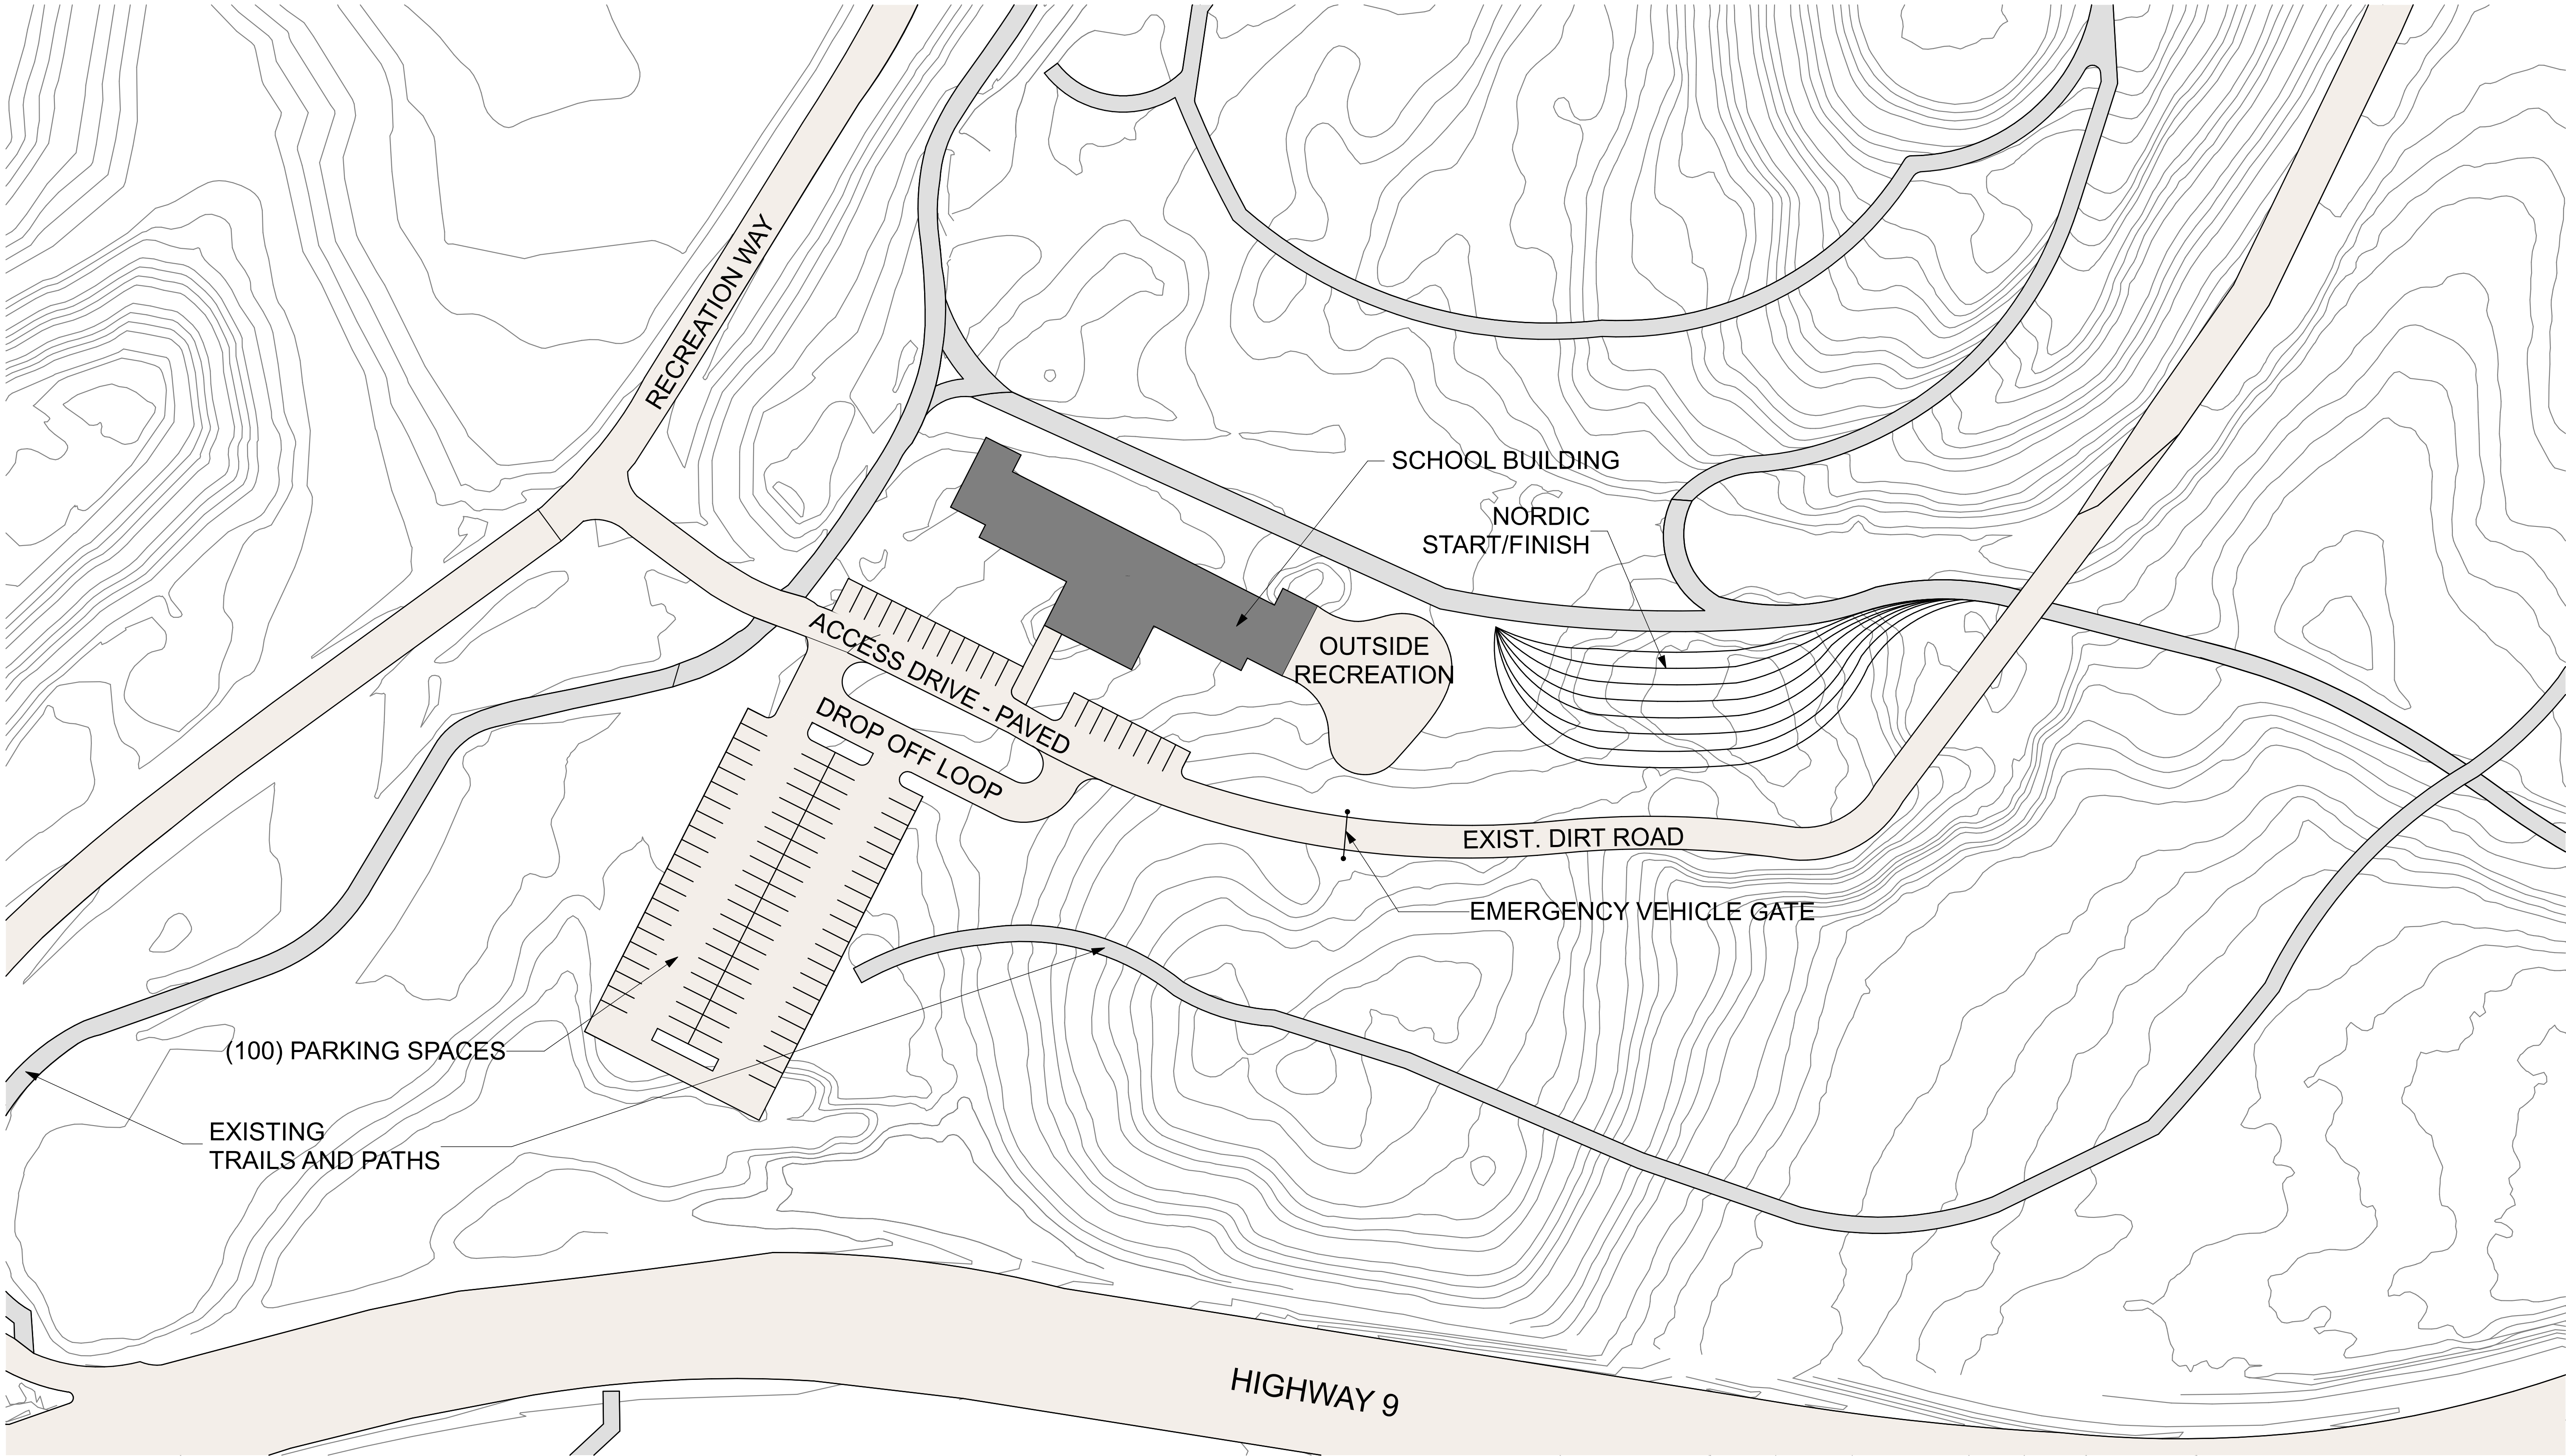 RECREATION WAY
SCHOOL BUILDING
NORDIC
START/FINISH
ACCESS DRIVE - PAVED
OUTSIDE
RECREATION
DROP OFF LOOP
EXIST. DIRT ROAD
EMERGENCY VEHICLE GATE
(100) PARKING SPACES
EXISTING
TRAILS AND PATHS
HIGHWAY 9